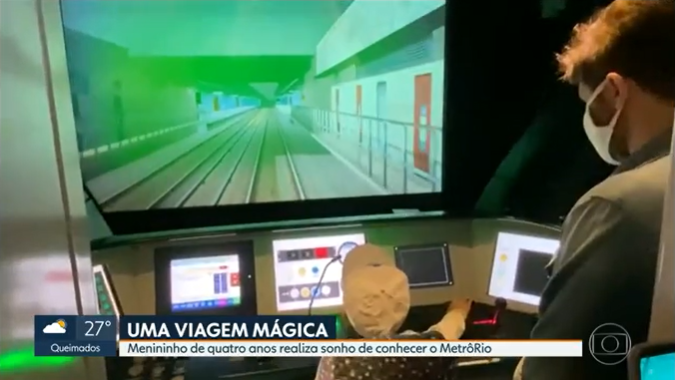 27°
Queimados
UMA VIAGEM MÁGICA
Menininho de quatro anos realiza sonho de conhecer o MetrôRio